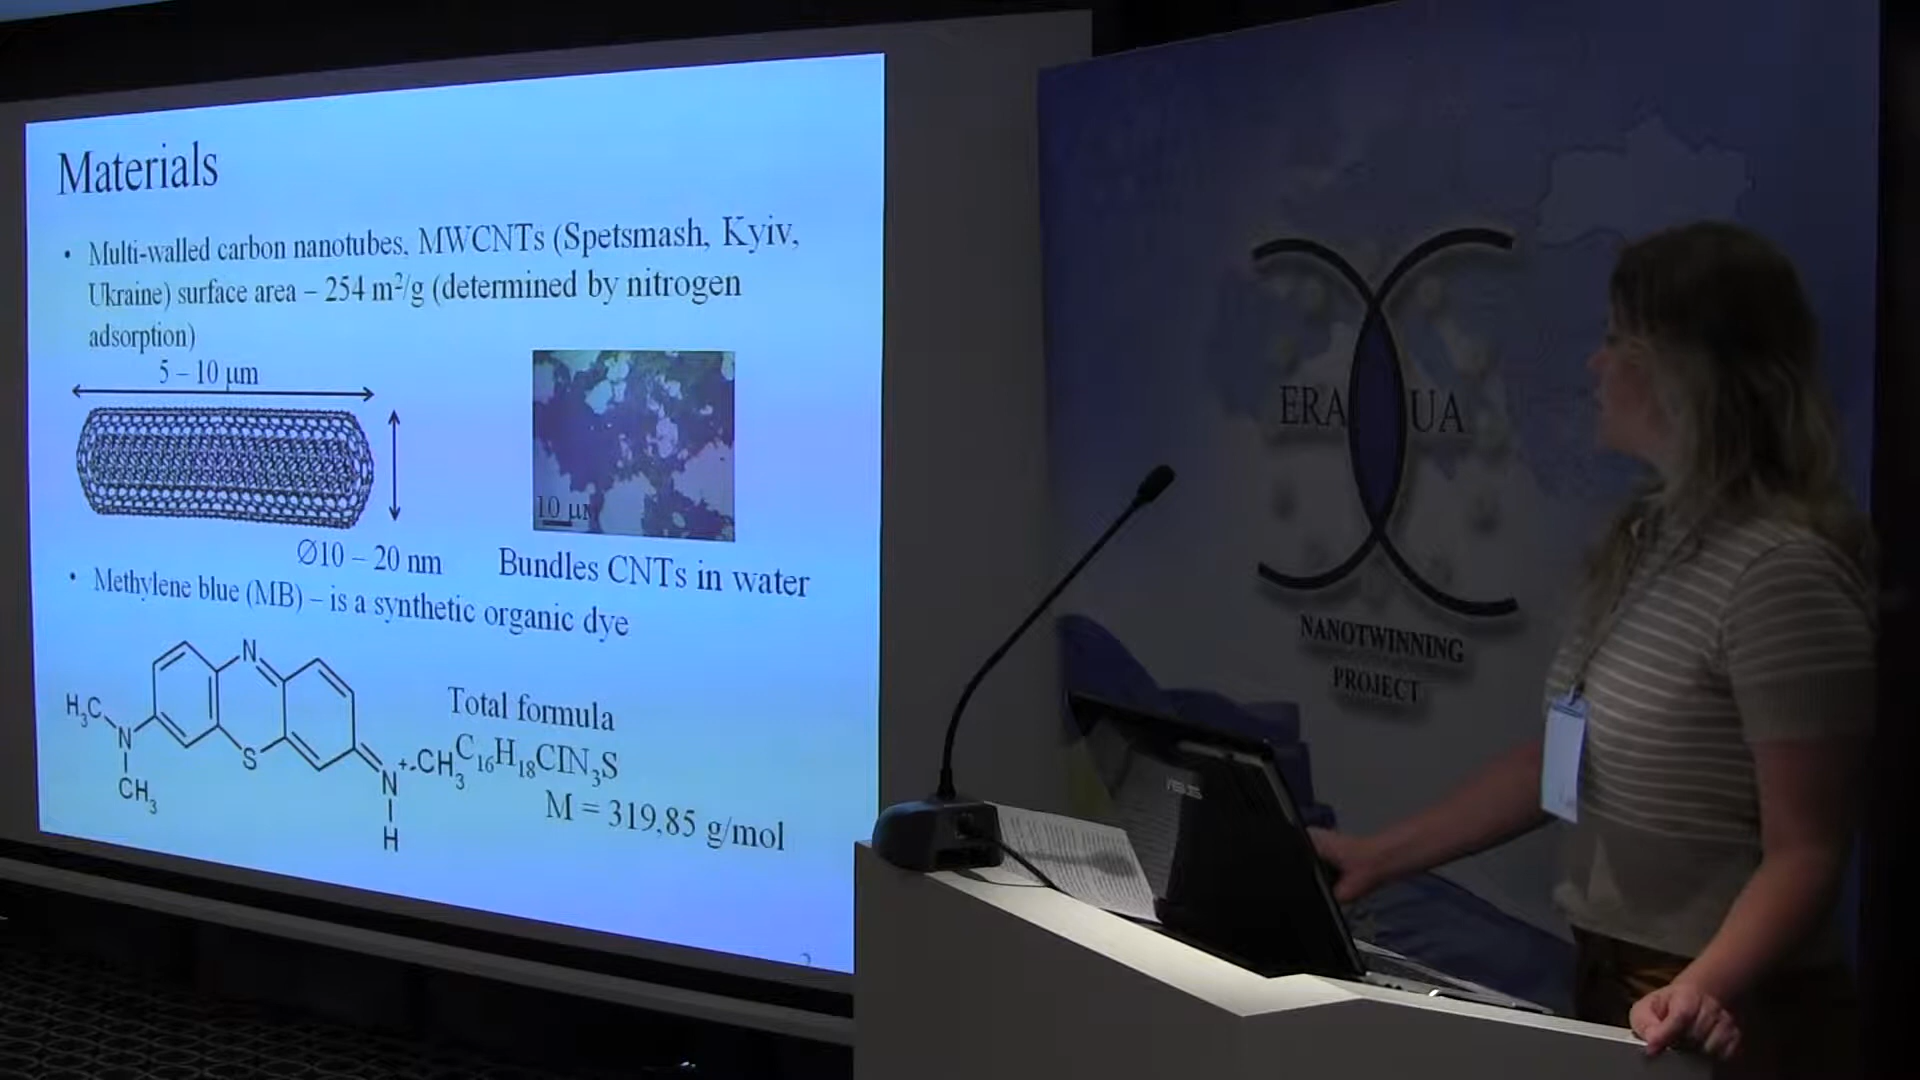 Materials
• Multi-walled carbon nanotubes, MWCNTs (Spetsmash, Kyiv,
Ukraine) surface area – 254 m²/g (determined by nitrogen
adsorption)
5 – 10 μm
10 μ
Ø10 – 20 nm
Bundles CNTs in water
• Methylene blue (MB) – is a synthetic organic dye
N
H₃C
N
CH₃
S
N
+
CH₃
H
Total formula
C₁₆H₁₈ClN₃S
M = 319,85 g/mol
ERA UA
NANOTWINNING
PROJECT
ASUS